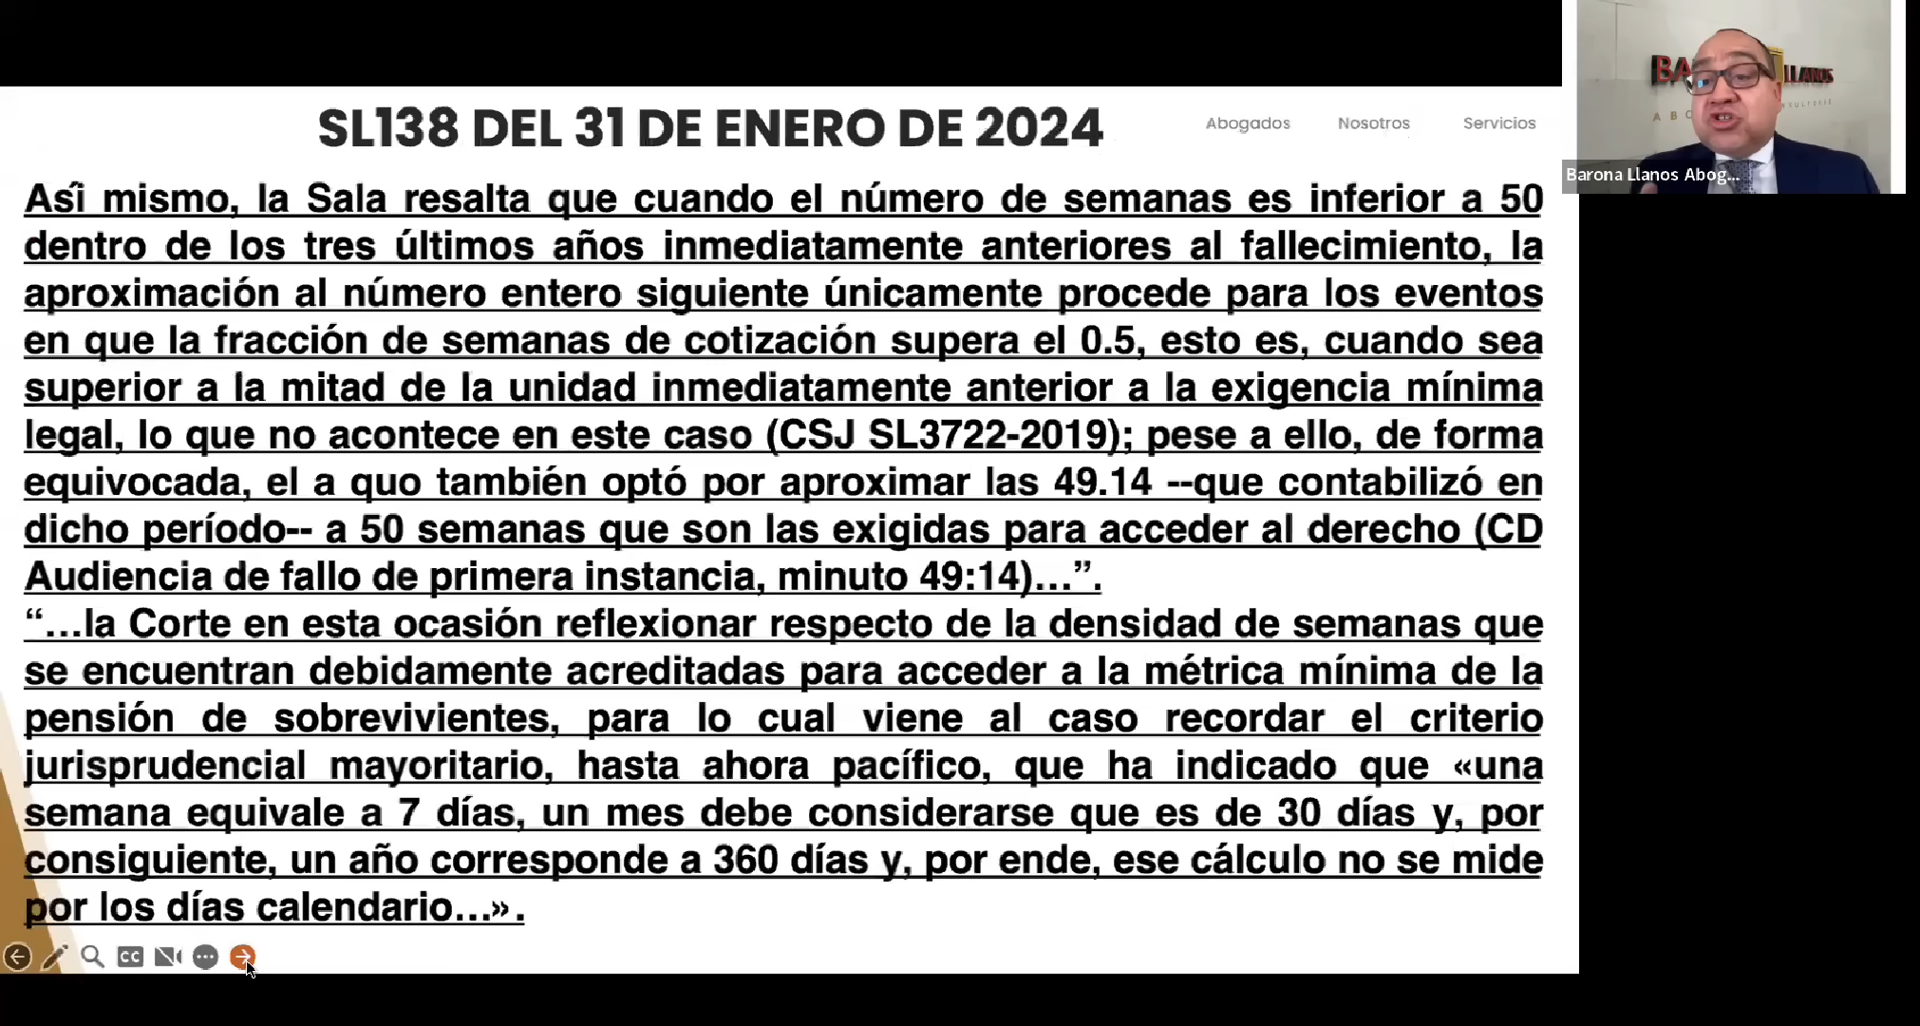 SL138 DEL 31 DE ENERO DE 2024
Abogados Nosotros Servicios
Así mismo, la Sala resalta que cuando el número de semanas es inferior a 50
dentro de los tres últimos años inmediatamente anteriores al fallecimiento, la
aproximación al número entero siguiente únicamente procede para los eventos
en que la fracción de semanas de cotización supera el 0.5, esto es, cuando sea
superior a la mitad de la unidad inmediatamente anterior a la exigencia mínima
legal, lo que no acontece en este caso (CSJ SL3722-2019); pese a ello, de forma
equivocada, el a quo también optó por aproximar las 49.14 --que contabilizó en
dicho período-- a 50 semanas que son las exigidas para acceder al derecho (CD
Audiencia de fallo de primera instancia, minuto 49:14)...”.
“...la Corte en esta ocasión reflexionar respecto de la densidad de semanas que
se encuentran debidamente acreditadas para acceder a la métrica mínima de la
pensión de sobrevivientes, para lo cual viene al caso recordar el criterio
jurisprudencial mayoritario, hasta ahora pacífico, que ha indicado que «una
semana equivale a 7 días, un mes debe considerarse que es de 30 días y, por
consiguiente, un año corresponde a 360 días y, por ende, ese cálculo no se mide
por los días calendario...».
CC
LLANOS
Barona Llanos Abog...